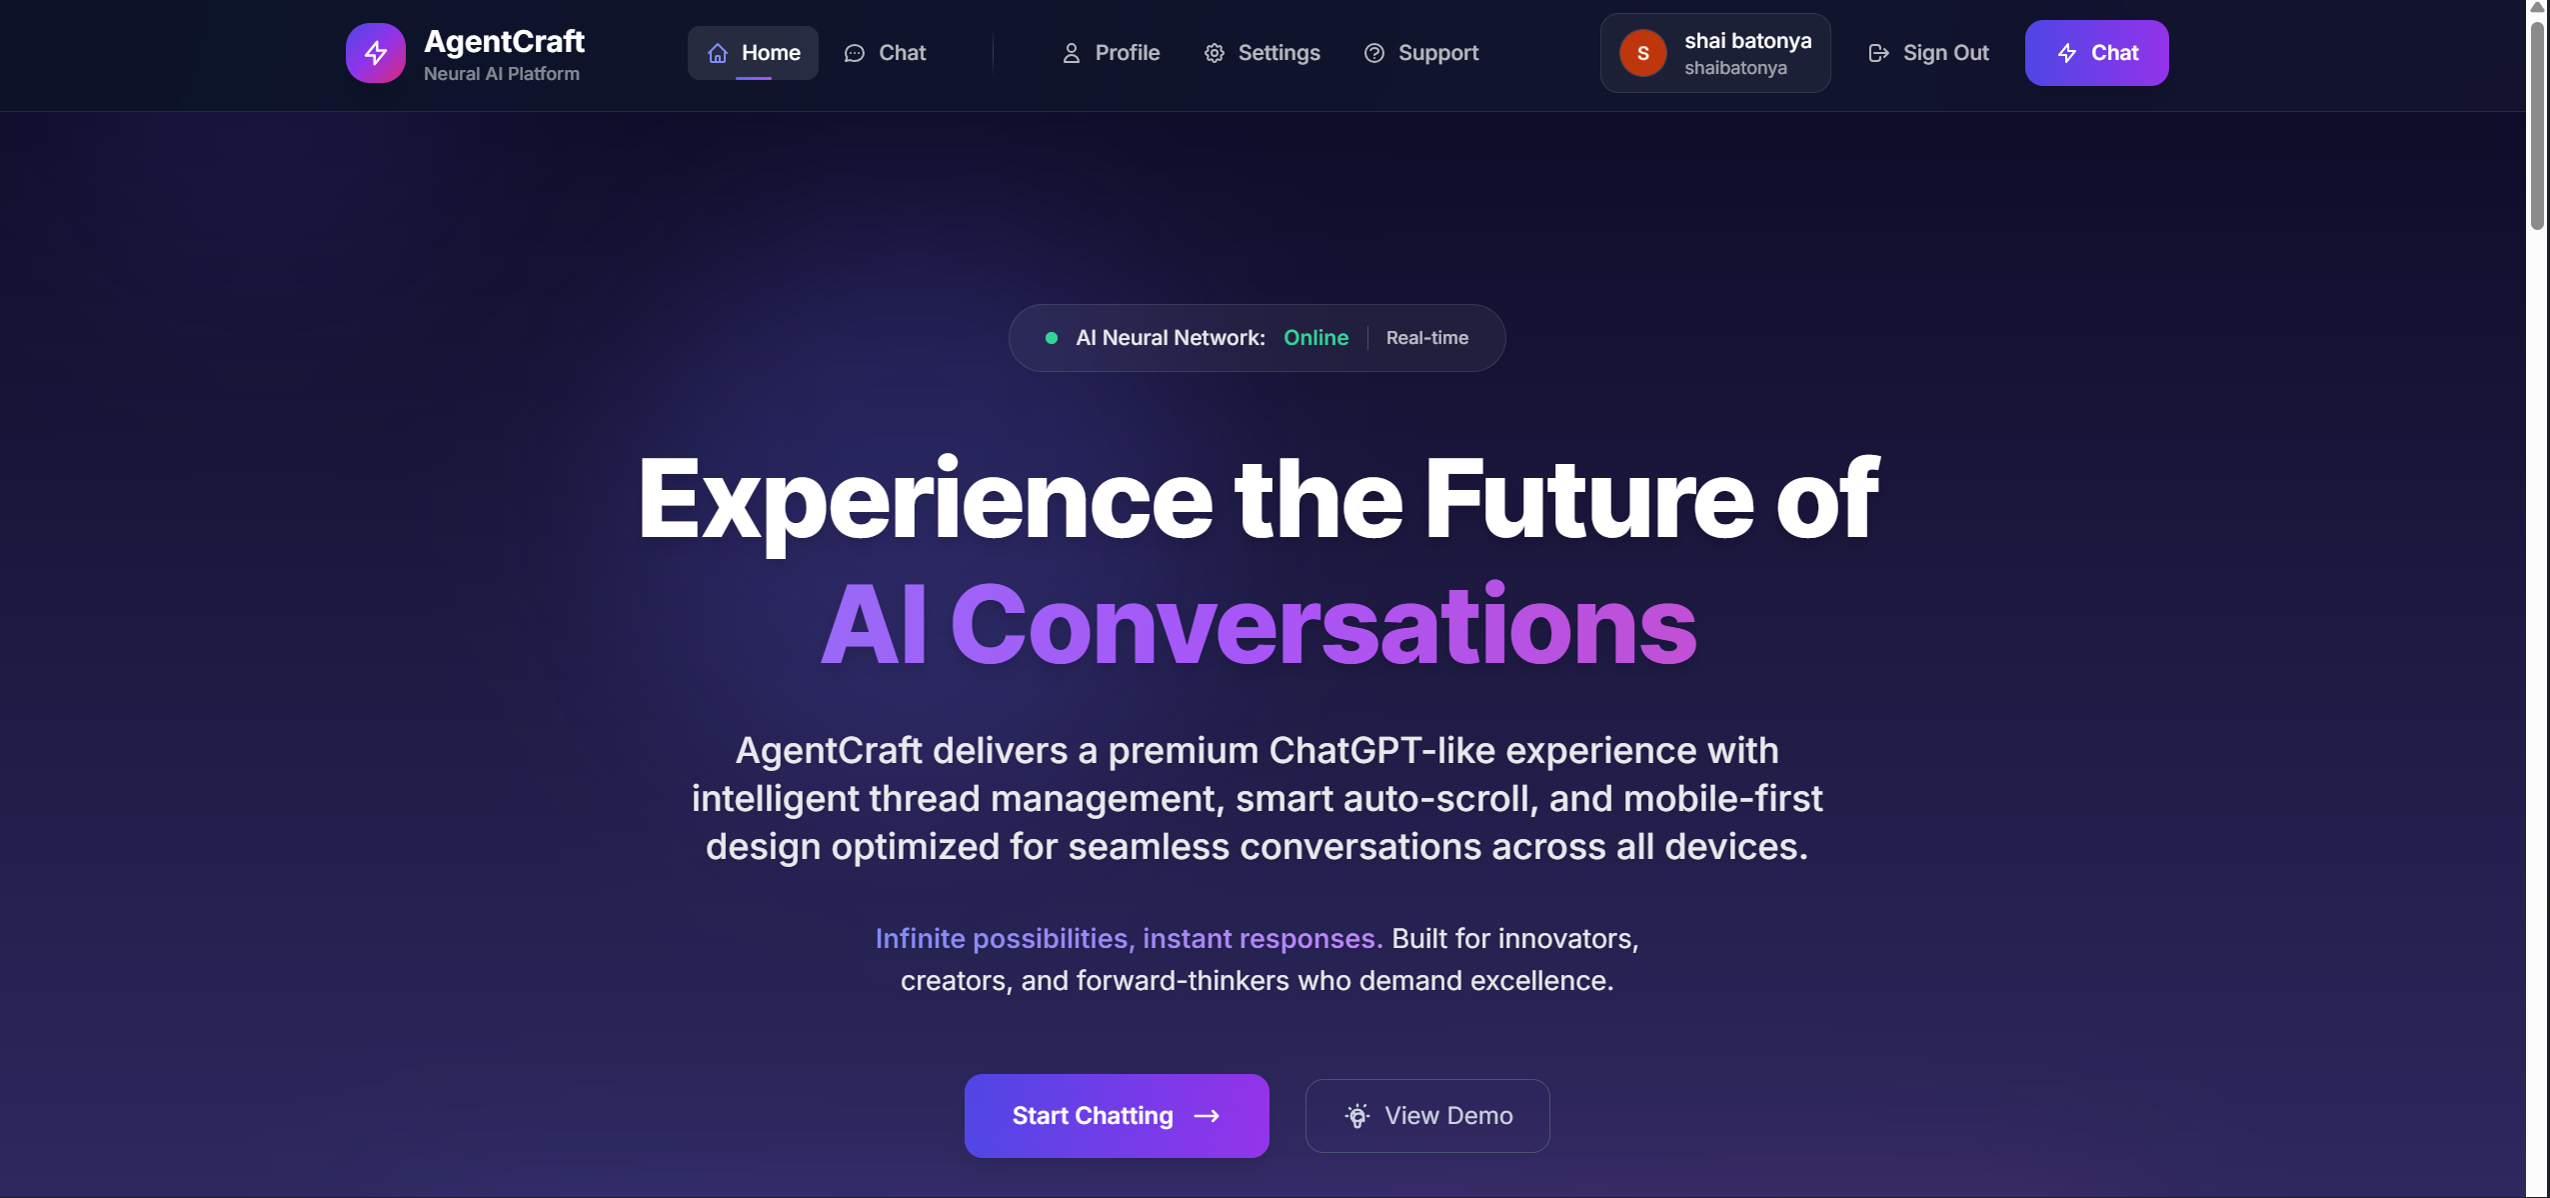 AgentCraft
Neural AI Platform
Home
Chat
Profile
Settings
Support
S
shai batonya
shaibatonya
Sign Out
Chat
AI Neural Network: Online
Real-time
Experience the Future of
AI Conversations
AgentCraft delivers a premium ChatGPT-like experience with
intelligent thread management, smart auto-scroll, and mobile-first
design optimized for seamless conversations across all devices.
Infinite possibilities, instant responses. Built for innovators,
creators, and forward-thinkers who demand excellence.
Start Chatting →
View Demo